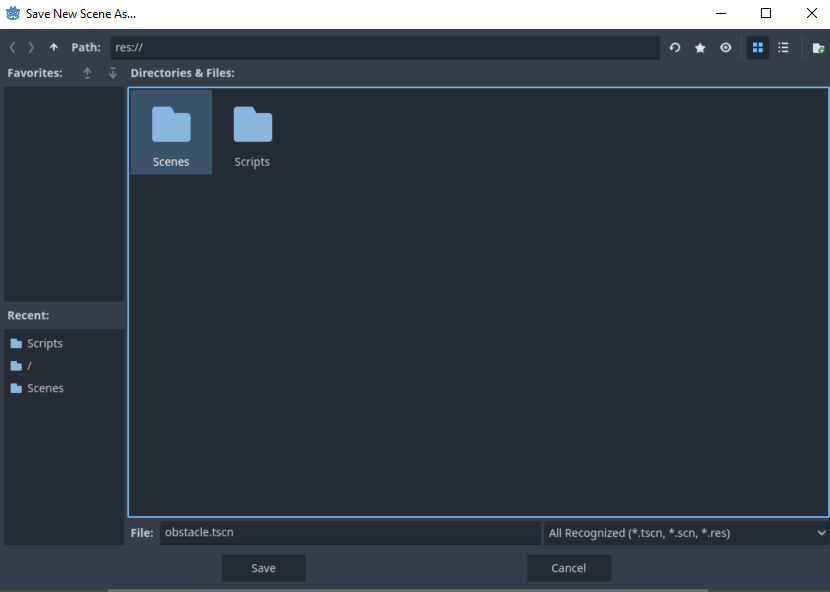 Save New Scene As...
Path: res://
Favorites:
Directories & Files:
Scenes
Scripts
Recent:
Scripts
/
Scenes
File: obstacle.tscn
All Recognized (*.tscn, *.scn, *.res)
Save
Cancel